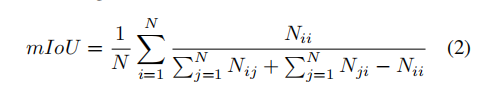 $mIoU = \frac{1}{N} \sum_{i=1}^{N} \frac{N_{ii}}{\sum_{j=1}^{N} N_{ij} + \sum_{j=1}^{N} N_{ji} - N_{ii}}$ (2)